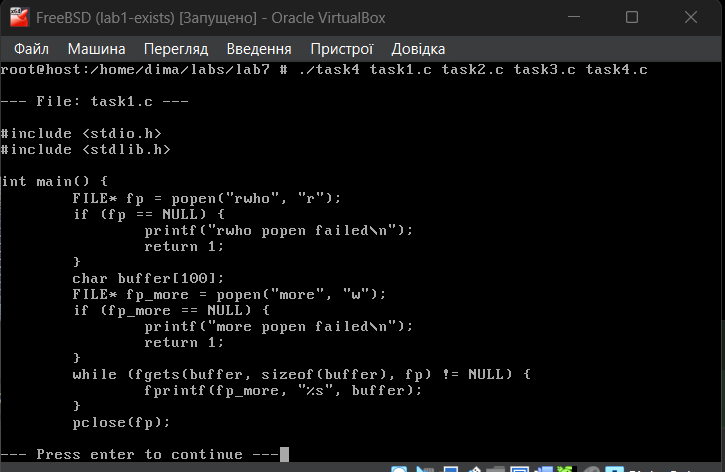 FreeBSD (lab1-exists) [Запущено] - Oracle VirtualBox
Файл Машина Перегляд Введення Пристрої Довідка
root@host:/home/dima/labs/lab7 # ./task4 task1.c task2.c task3.c task4.c
--- File: task1.c ---
#include <stdio.h>
#include <stdlib.h>
int main() {
        FILE* fp = popen("rwho", "r");
        if (fp == NULL) {
                printf("rwho popen failed\n");
                return 1;
        }
        char buffer[100];
        FILE* fp_more = popen("more", "w");
        if (fp_more == NULL) {
                printf("more popen failed\n");
                return 1;
        }
        while (fgets(buffer, sizeof(buffer), fp) != NULL) {
                fprintf(fp_more, "%s", buffer);
        }
        pclose(fp);
--- Press enter to continue ---